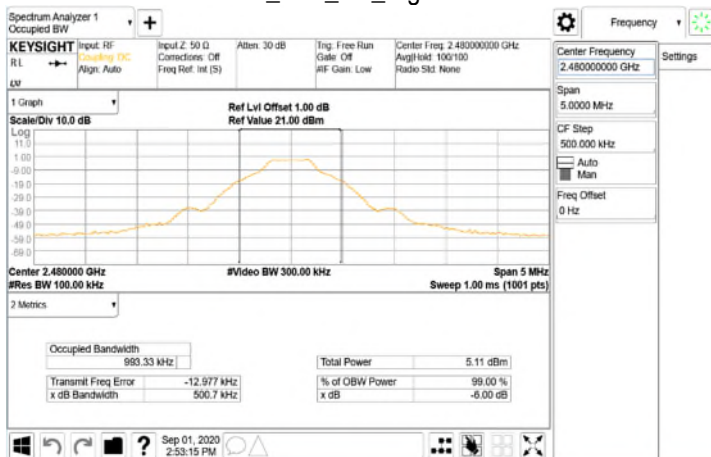 Spectrum Analyzer 1
Occupied BW
Frequency
KEYSIGHT
RL
Input: RF
Coupling: DC
Align: Auto
Input Z: 50 Ω
Corrections: Off
Freq Ref: Int (S)
Atten: 30 dB
Trig: Free Run
Gate: Off
#IF Gain: Low
Center Freq: 2.480000000 GHz
Avg|Hold: 100/100
Radio Std: None
Center Frequency
2.480000000 GHz
Settings
Span
5.0000 MHz
CF Step
500.000 kHz
Auto
Man
Freq Offset
0 Hz
1 Graph
Scale/Div 10.0 dB
Ref Lvl Offset 1.00 dB
Ref Value 21.00 dBm
Log
11.0
1.00
-9.00
-19.0
-29.0
-39.0
-49.0
-59.0
-69.0
Center 2.480000 GHz
#Res BW 100.00 kHz
#Video BW 300.00 kHz
Span 5 MHz
Sweep 1.00 ms (1001 pts)
2 Metrics
Occupied Bandwidth
993.33 kHz
Total Power 5.11 dBm
Transmit Freq Error -12.977 kHz
% of OBW Power 99.00 %
x dB Bandwidth 500.7 kHz
x dB -6.00 dB
?
Sep 01, 2020
2:53:15 PM